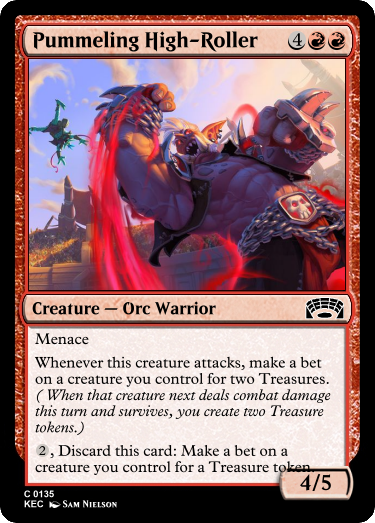 Pummeling High-Roller 4
Creature — Orc Warrior
Menace
Whenever this creature attacks, make a bet
on a creature you control for two Treasures.
( When that creature next deals combat damage
this turn and survives, you create two Treasure
tokens.)
2, Discard this card: Make a bet on a
creature you control for a Treasure token.
4/5
C 0135
KEC Sam Nielson